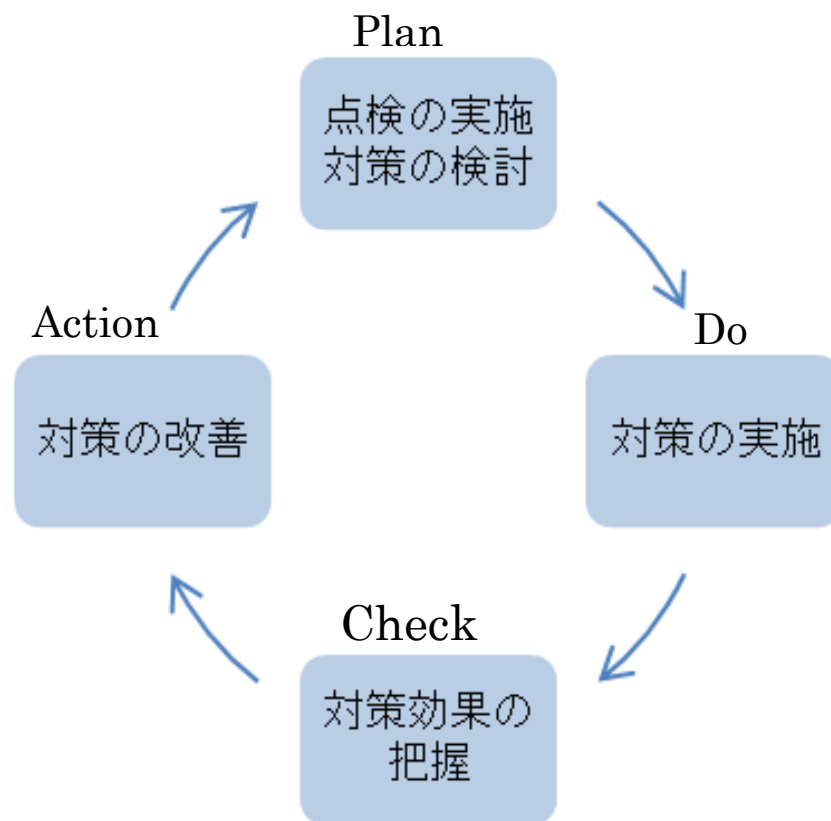 Plan
点検の実施
対策の検討
Action
Do
対策の改善
対策の実施
Check
対策効果の
把握